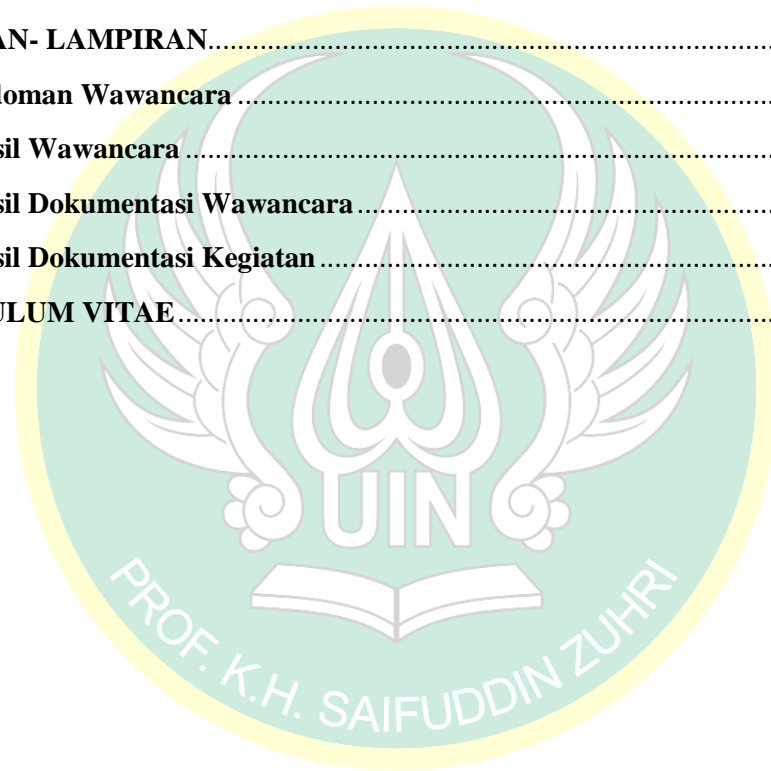 AN- LAMPIRAN........................................................................................
doman Wawancara.................................................................................
sil Wawancara........................................................................................
sil Dokumentasi Wawancara.................................................................
sil Dokumentasi Kegiatan......................................................................
ULUM VITAE..........................................................................................
UIN
PROF. K.H. SAIFUDDIN ZUHRI